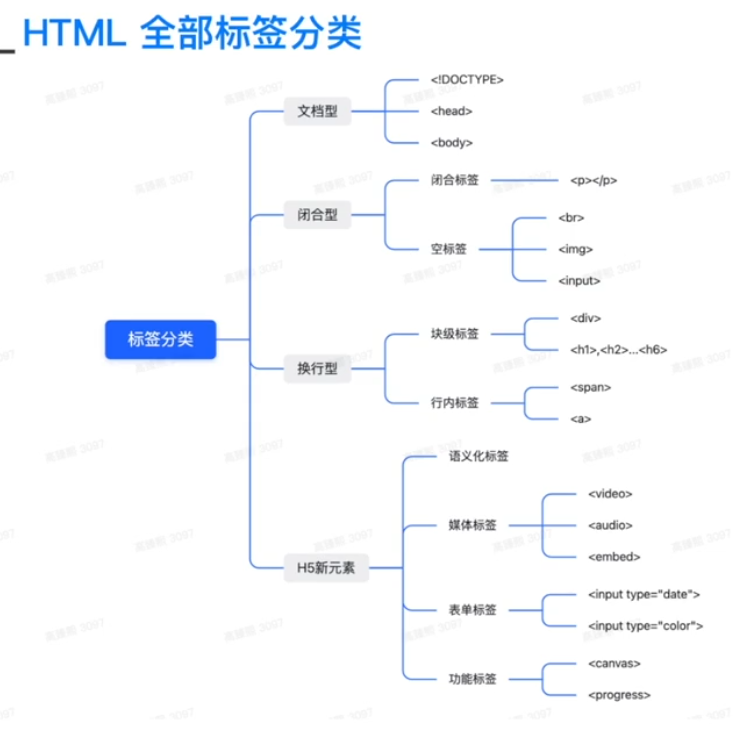 HTML 全部标签分类
标签分类
文档型
<!DOCTYPE>
<head>
<body>
闭合型
闭合标签
<p></p>
空标签
<br>
<img>
<input>
换行型
块级标签
<div>
<h1>,<h2>...<h6>
行内标签
<span>
<a>
H5新元素
语义化标签
媒体标签
<video>
<audio>
<embed>
表单标签
<input type="date">
<input type="color">
功能标签
<canvas>
<progress>